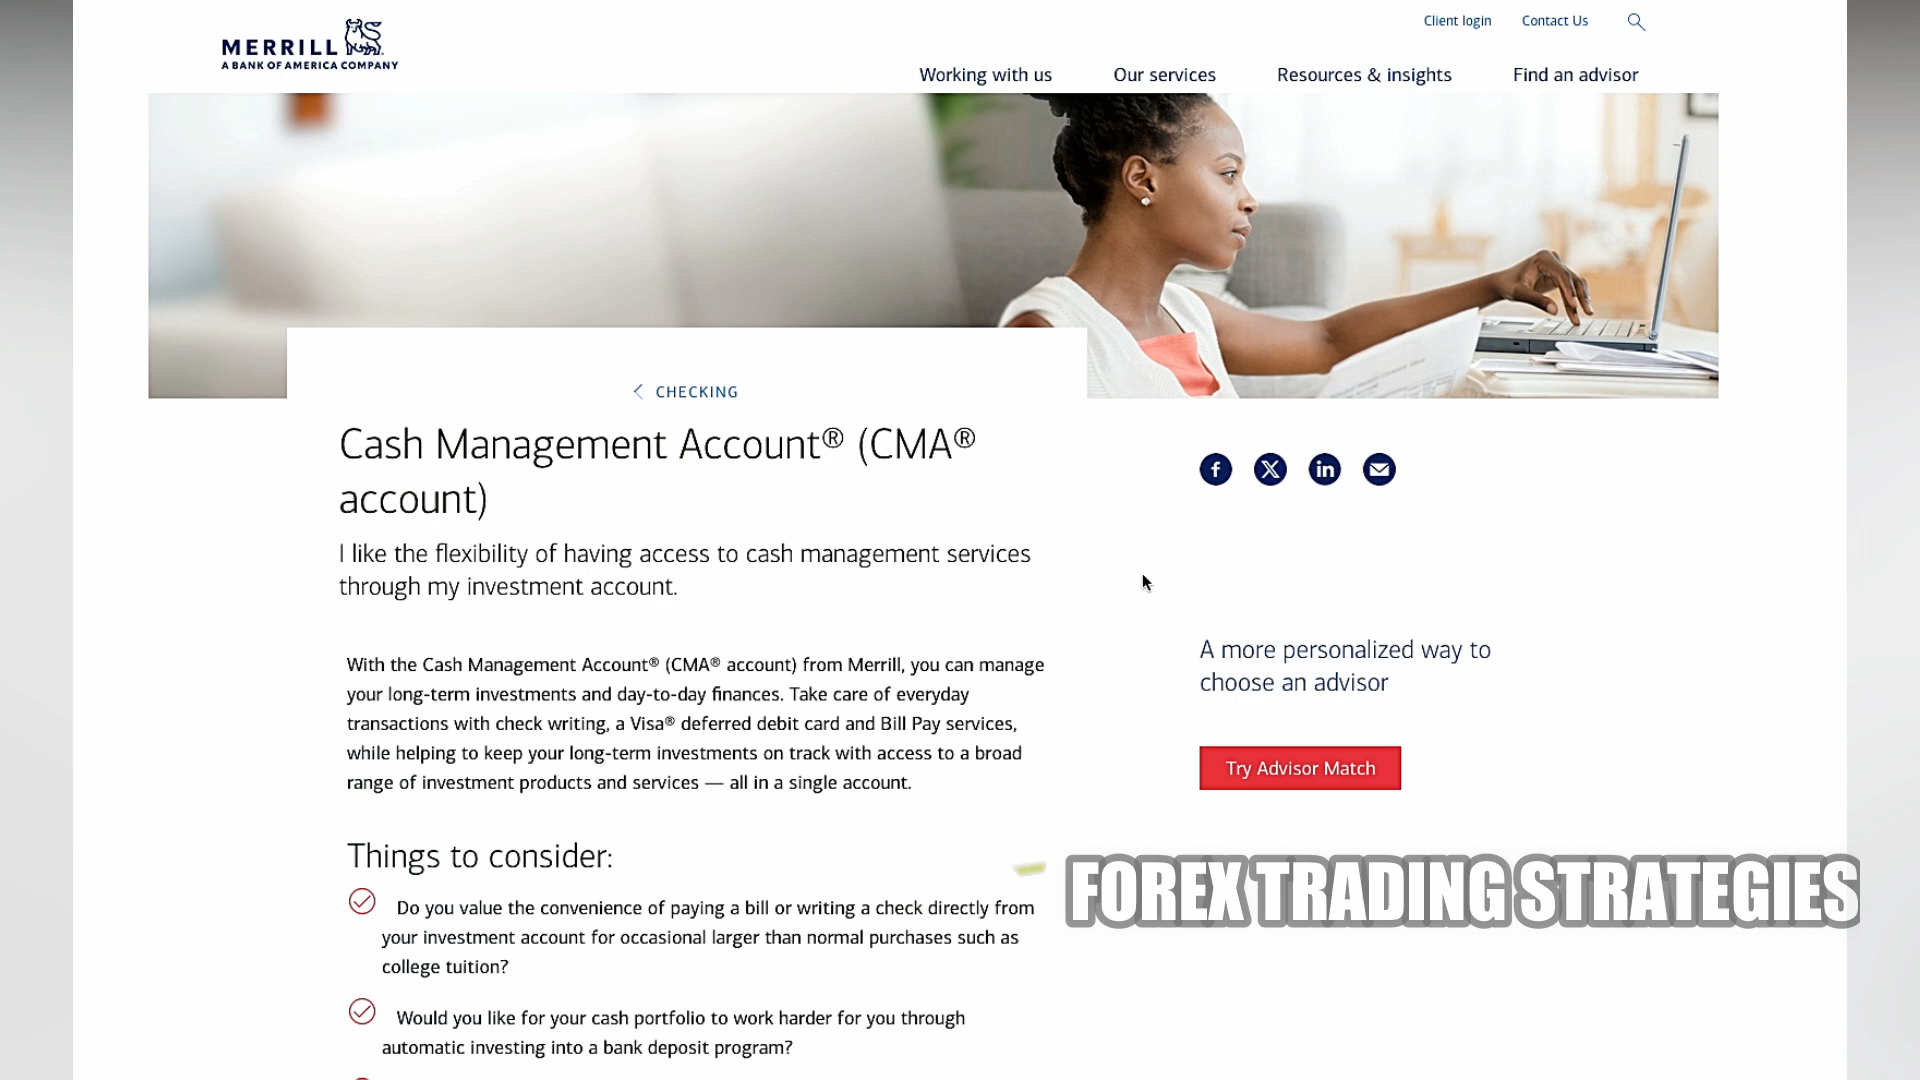 MERRILL
A BANK OF AMERICA COMPANY
Client login
Contact Us
Working with us
Our services
Resources & insights
Find an advisor
CHECKING
Cash Management Account® (CMA®
account)
I like the flexibility of having access to cash management services
through my investment account.
With the Cash Management Account® (CMA® account) from Merrill, you can manage
your long-term investments and day-to-day finances. Take care of everyday
transactions with check writing, a Visa® deferred debit card and Bill Pay services,
while helping to keep your long-term investments on track with access to a broad
range of investment products and services — all in a single account.
Things to consider:
Do you value the convenience of paying a bill or writing a check directly from
your investment account for occasional larger than normal purchases such as
college tuition?
Would you like for your cash portfolio to work harder for you through
automatic investing into a bank deposit program?
A more personalized way to
choose an advisor
Try Advisor Match
FOREX TRADING STRATEGIES